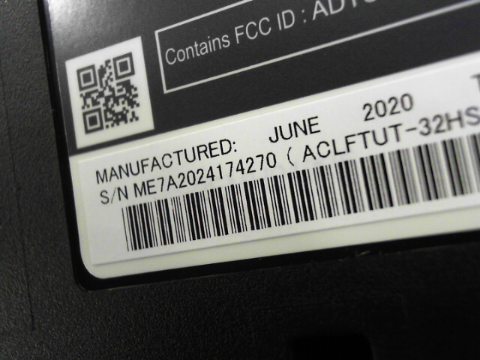 Contains FCC ID :
MANUFACTURED: JUNE 2020
S/N ME7A2024174270 ( ACLFTUT-32HS